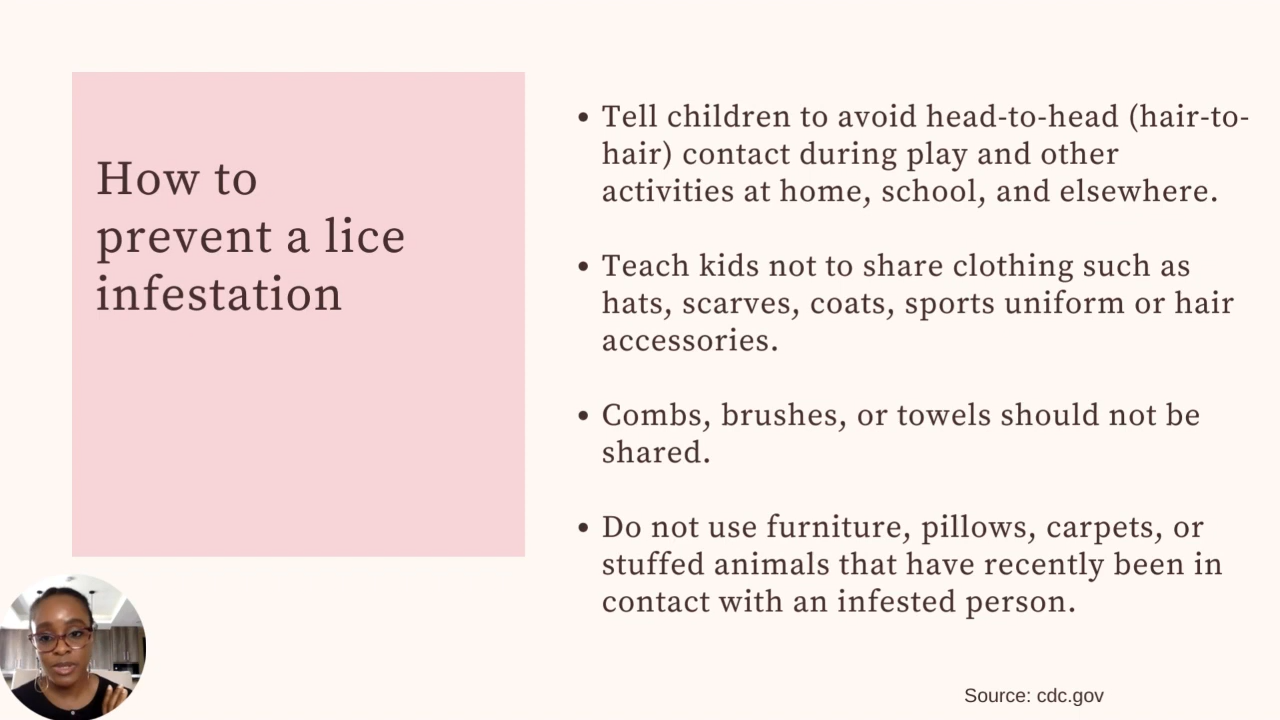 How to
prevent a lice
infestation
• Tell children to avoid head-to-head (hair-to-
hair) contact during play and other
activities at home, school, and elsewhere.
• Teach kids not to share clothing such as
hats, scarves, coats, sports uniform or hair
accessories.
• Combs, brushes, or towels should not be
shared.
• Do not use furniture, pillows, carpets, or
stuffed animals that have recently been in
contact with an infested person.
Source: cdc.gov